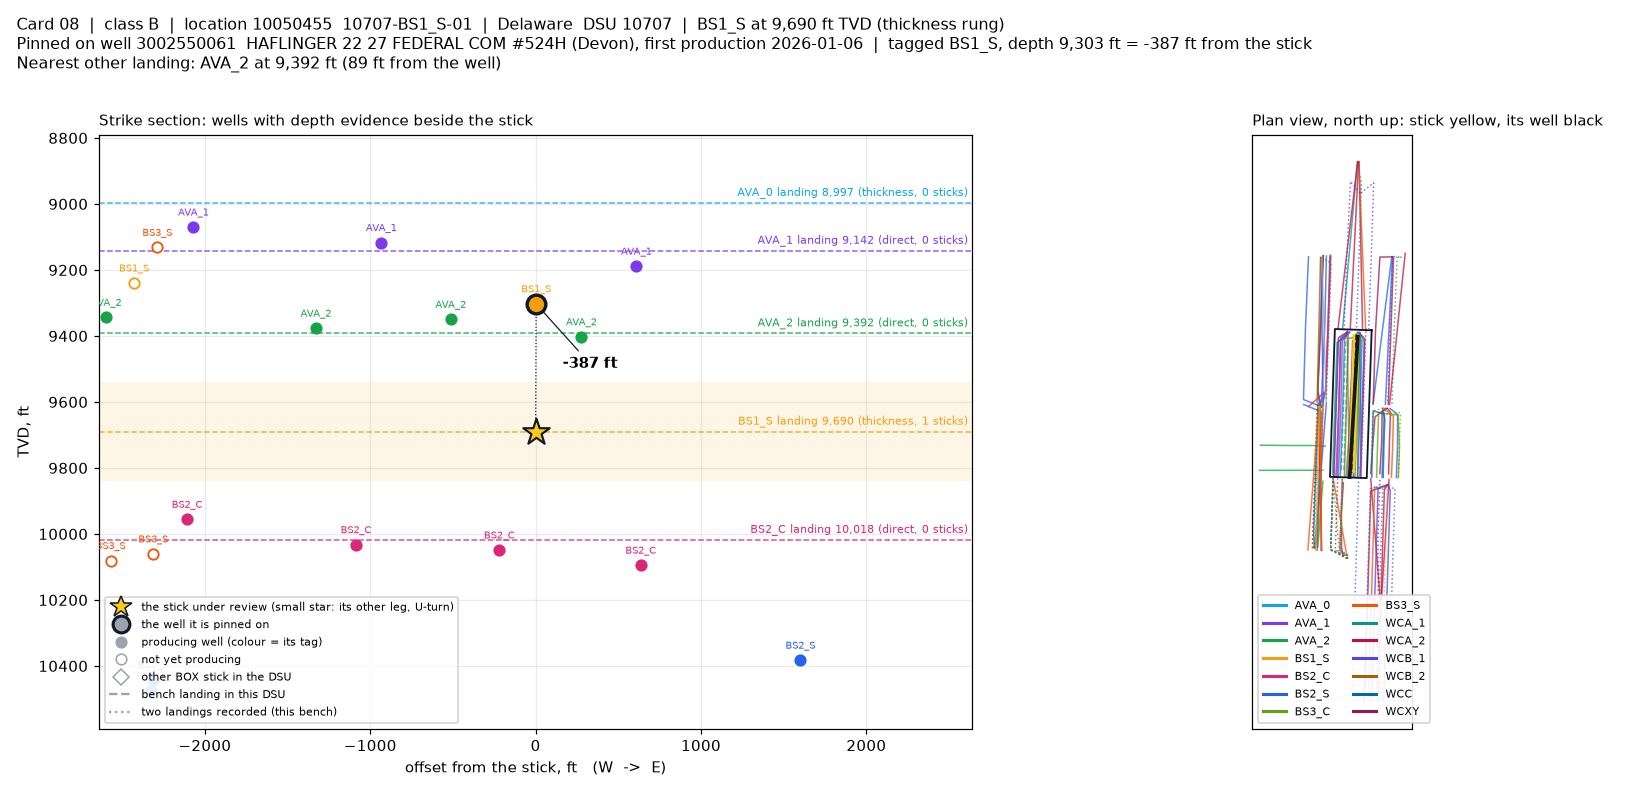 Card 08 | class B | location 10050455 10707-BS1_S-01 | Delaware DSU 10707 | BS1_S at 9,690 ft TVD (thickness rung)
Pinned on well 3002550061 HAFLINGER 22 27 FEDERAL COM #524H (Devon), first production 2026-01-06 | tagged BS1_S, depth 9,303 ft = -387 ft from the stick
Nearest other landing: AVA_2 at 9,392 ft (89 ft from the well)
Strike section: wells with depth evidence beside the stick
Plan view, north up: stick yellow, its well black
8800
9000
9200
9400
9600
9800
10000
10200
10400
TVD, ft
AVA_0 landing 8,997 (thickness, 0 sticks)
AVA_1
BS3_S
AVA_1
AVA_1 landing 9,142 (direct, 0 sticks)
AVA_1
BS1_S
BS1_S
VA_2
AVA_2
AVA_2
AVA_2
AVA_2 landing 9,392 (direct, 0 sticks)
-387 ft
BS1_S landing 9,690 (thickness, 1 sticks)
BS2_C
BS2_C
BS2_C
BS2_C landing 10,018 (direct, 0 sticks)
BS3_S
BS2_C
BS2_S
the stick under review (small star: its other leg, U-turn)
the well it is pinned on
producing well (colour = its tag)
not yet producing
other BOX stick in the DSU
bench landing in this DSU
two landings recorded (this bench)
−2000
−1000
0
1000
2000
offset from the stick, ft (W -> E)
AVA_0
AVA_1
AVA_2
BS1_S
BS2_C
BS2_S
BS3_C
BS3_S
WCA_1
WCA_2
WCB_1
WCB_2
WCC
WCXY